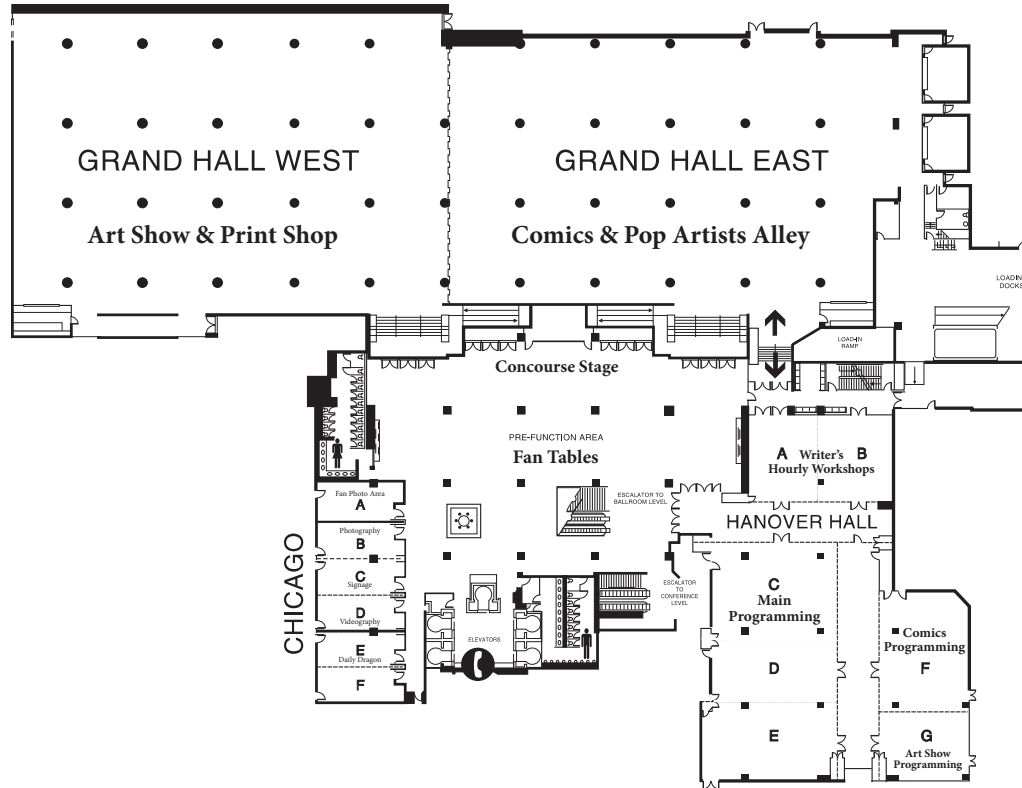 GRAND HALL WEST
Art Show & Print Shop
GRAND HALL EAST
Comics & Pop Artists Alley
LOADIN
DOCKS
LOAD-IN
RAMP
Concourse Stage
PRE-FUNCTION AREA
Fan Tables
ESCALATOR TO
BALLROOM LEVEL
A Writer's B
Hourly Workshops
HANOVER HALL
CHICAGO
Fan Photo Area
A
Photography
B
C
Signage
D
Videography
E
Daily Dragon
F
ELEVATORS
ESCALATOR
TO
CONFERENCE
LEVEL
C
Main
Programming
D
E
Comics
Programming
F
G
Art Show
Programming